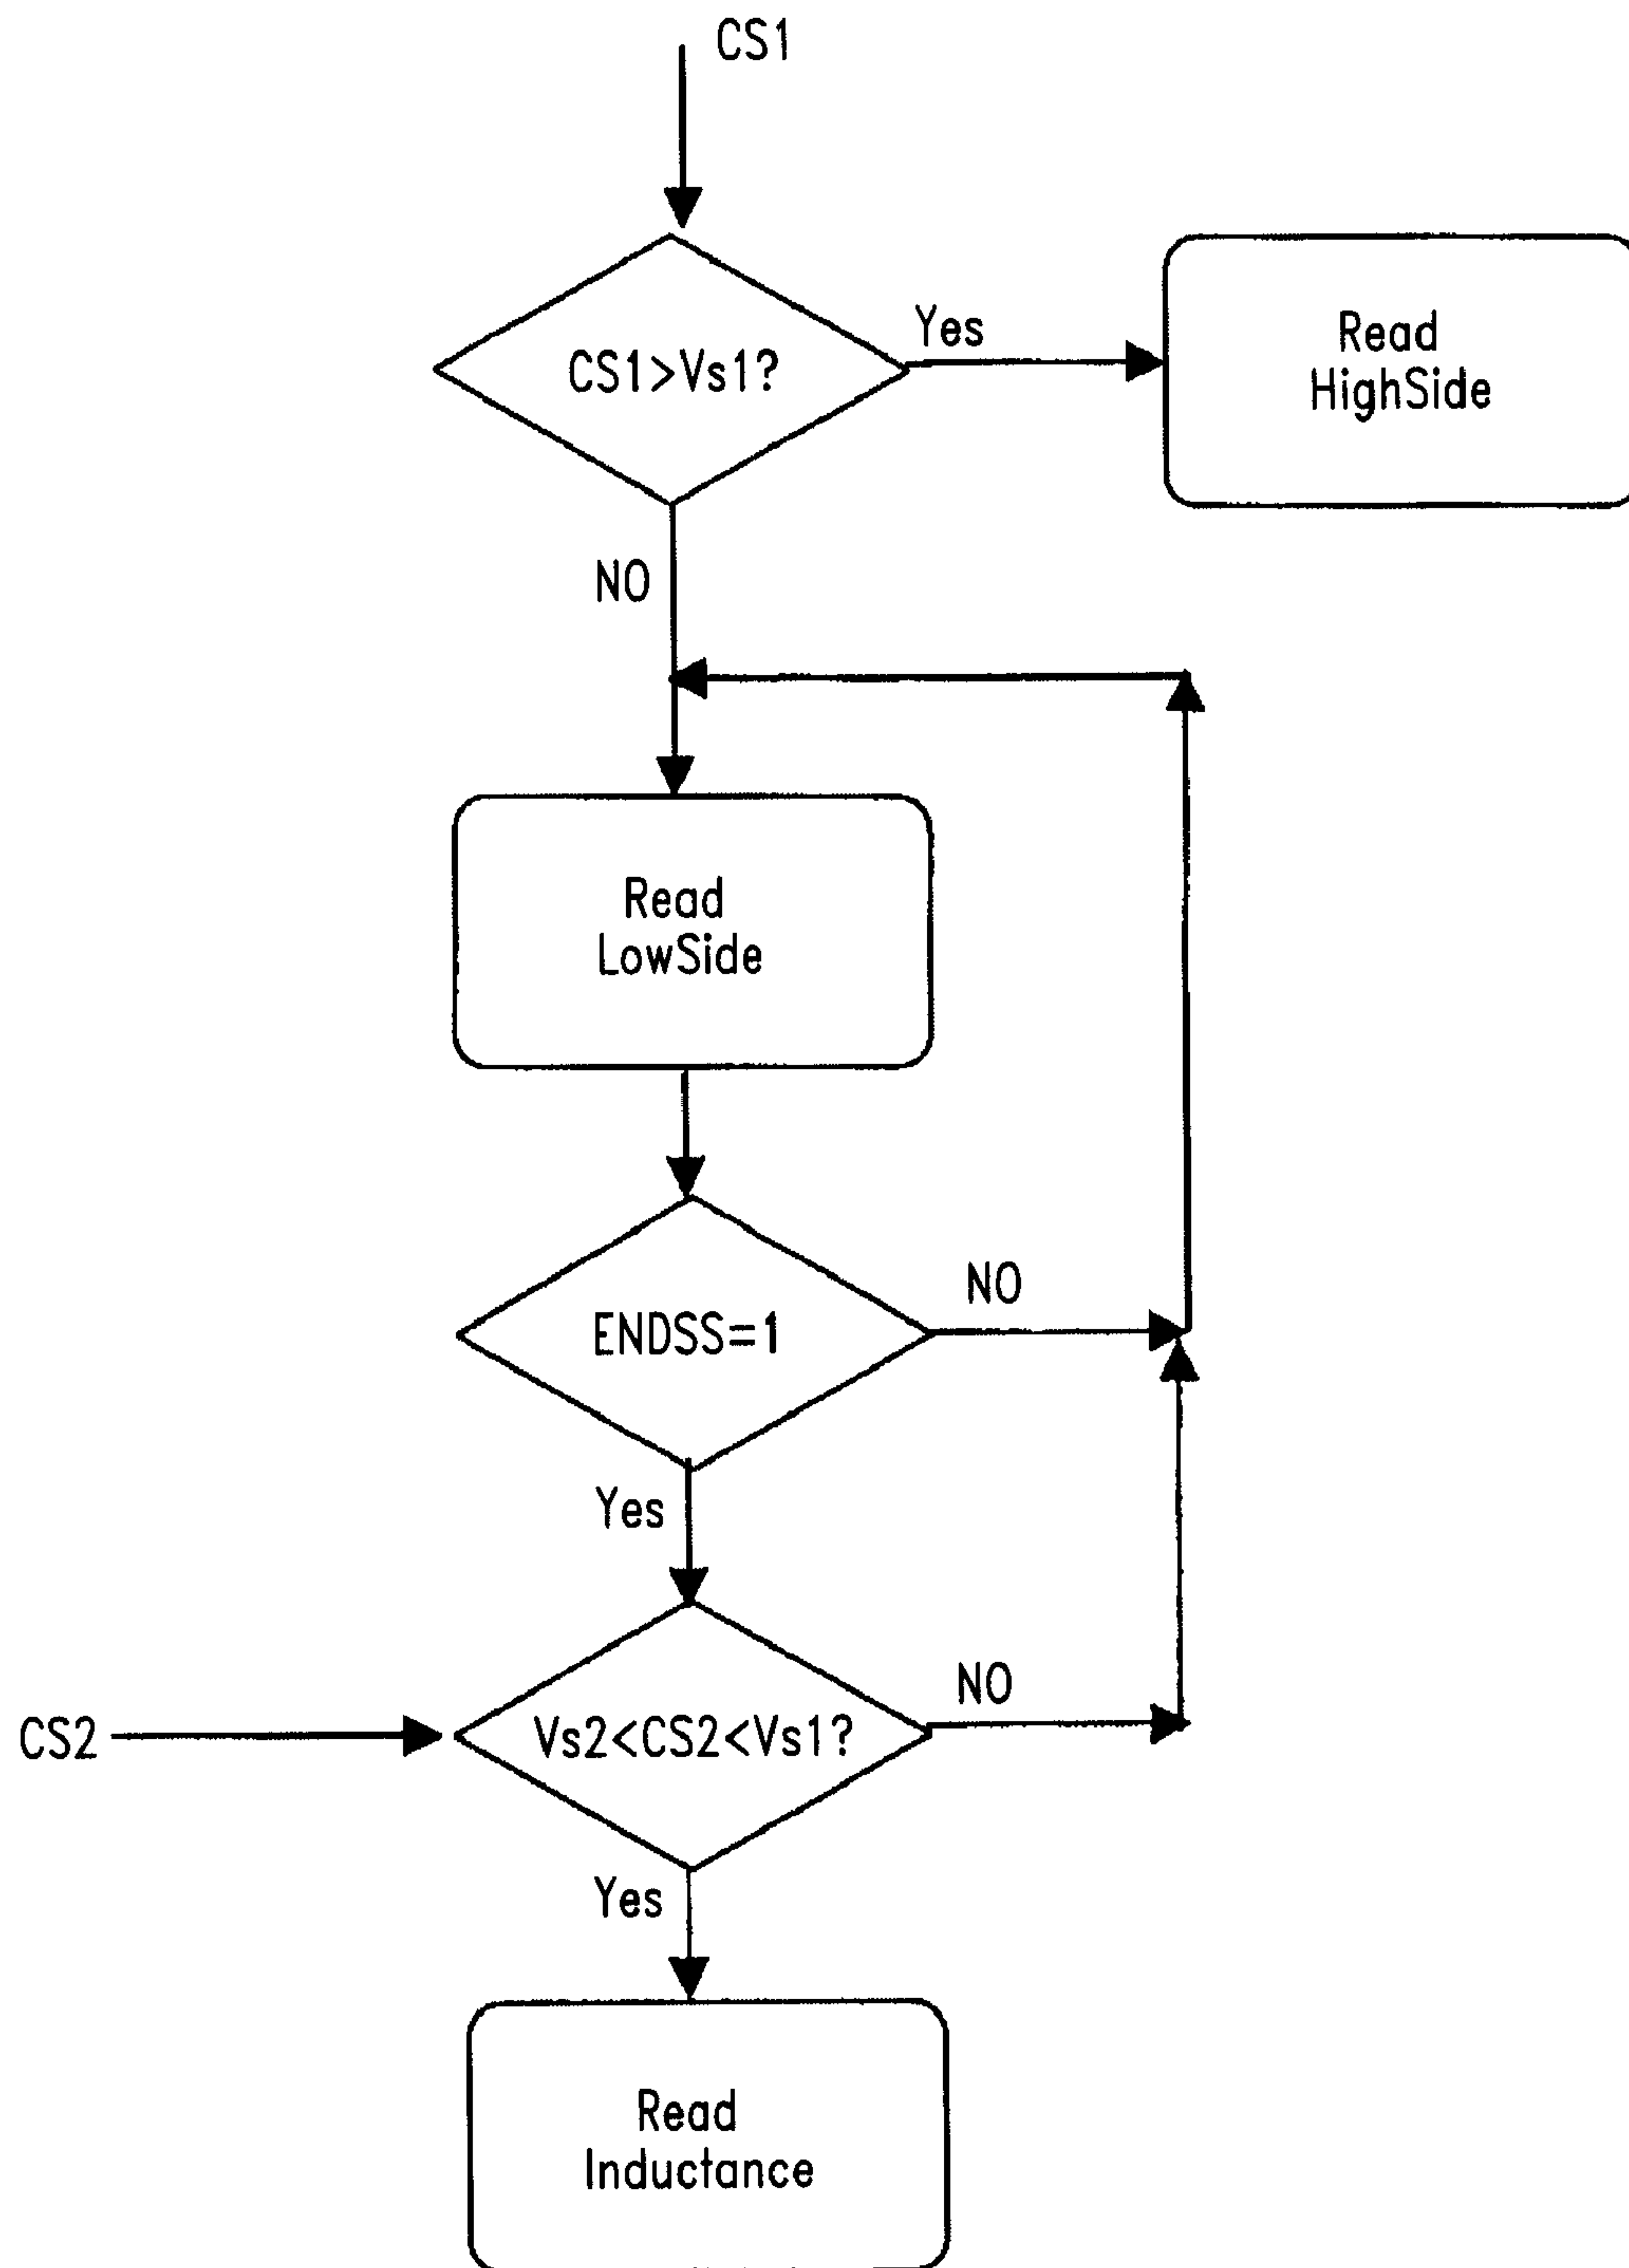 CS1
CS1>Vs1?
Yes
Read
HighSide
NO
Read
LowSide
ENDSS=1
NO
Yes
CS2
Vs2<CS2<Vs1?
NO
Yes
Read
Inductance